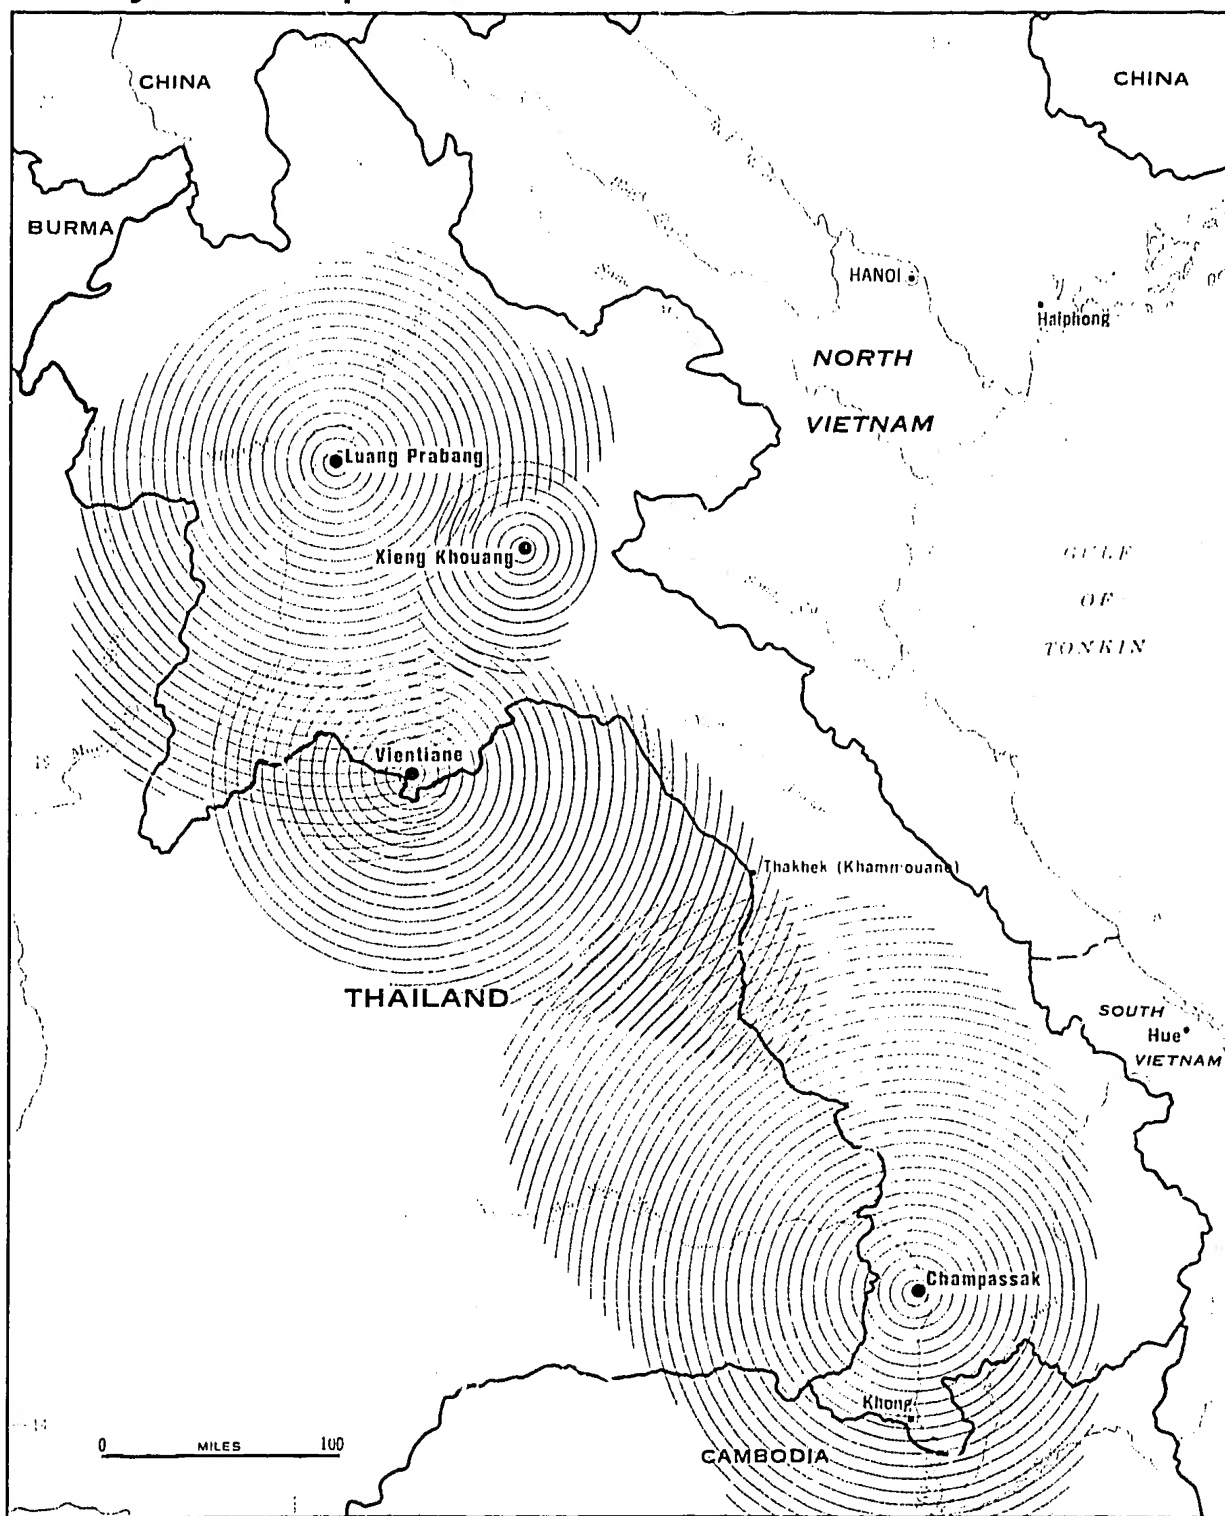 CHINA
CHINA
BURMA
HANOI
Haiphong
NORTH
VIETNAM
Luang Prabang
Xieng Khouang
GULF
OF
TONKIN
Vientiane
Thakhek (Khammouane)
THAILAND
SOUTH
Hue
VIETNAM
Champassak
Khong
CAMBODIA
0 MILES 100